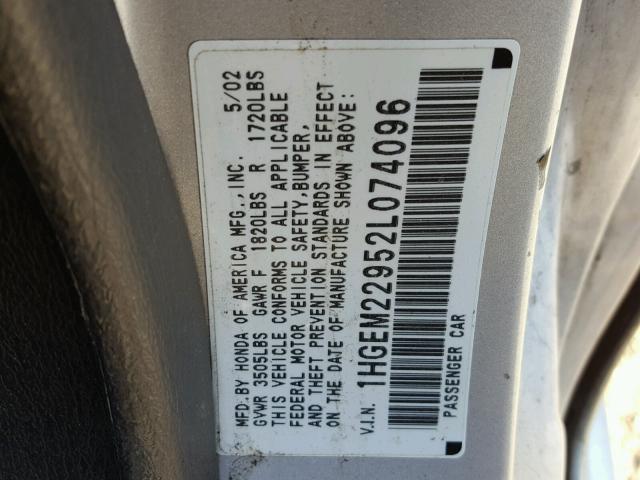 MFD.BY HONDA OF AMERICA MFG.,INC. 5/02
GVWR 3505LBS GAWR F 1820LBS R 1720LBS
THIS VEHICLE CONFORMS TO ALL APPLICABLE
FEDERAL MOTOR VEHICLE SAFETY,BUMPER,
AND THEFT PREVENTION STANDARDS IN EFFECT
ON THE DATE OF MANUFACTURE SHOWN ABOVE:
V.I.N. 1HGEM22952L074096
PASSENGER CAR